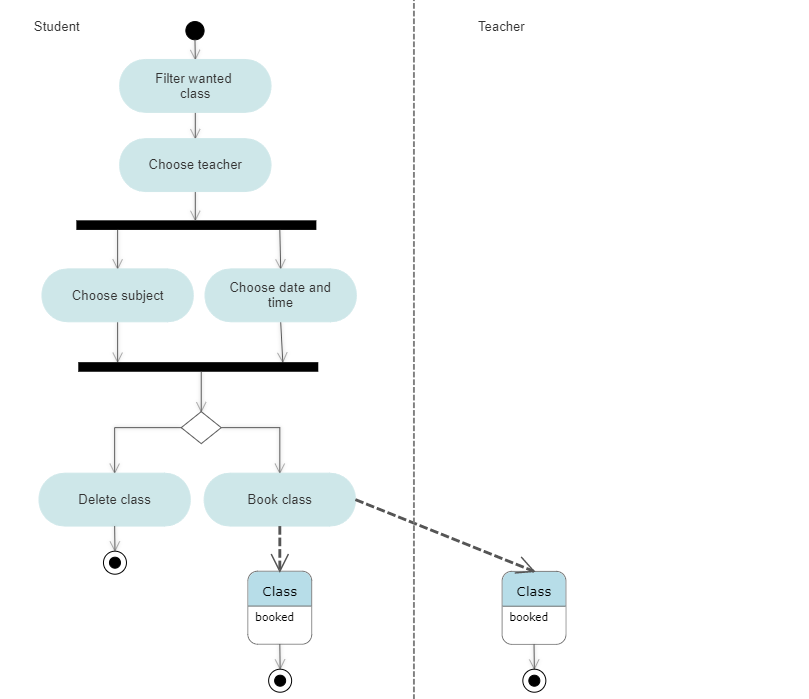 Student
Teacher
Filter wanted
class
Choose teacher
Choose subject
Choose date and
time
Delete class
Book class
Class
booked
Class
booked